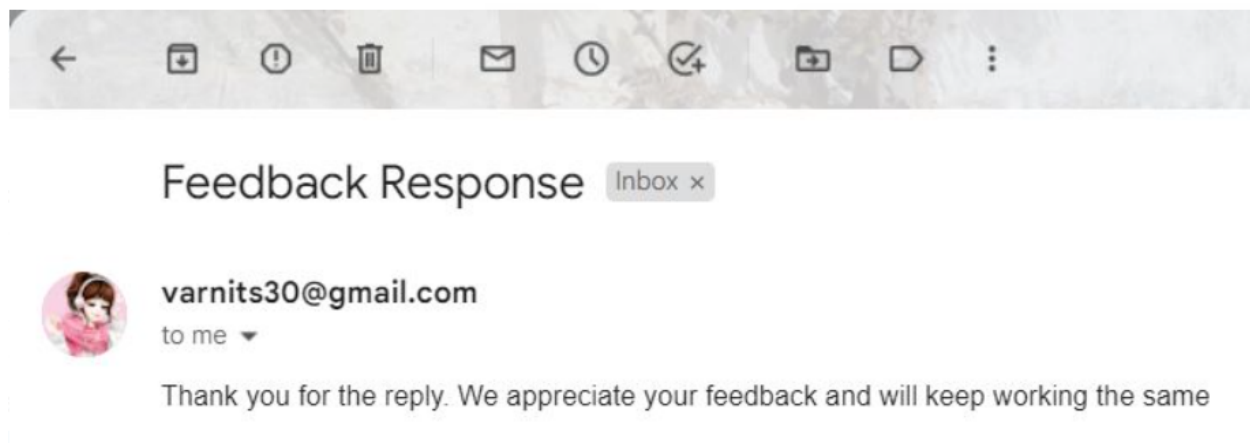 Feedback Response Inbox ×
varnits30@gmail.com
to me
Thank you for the reply. We appreciate your feedback and will keep working the same